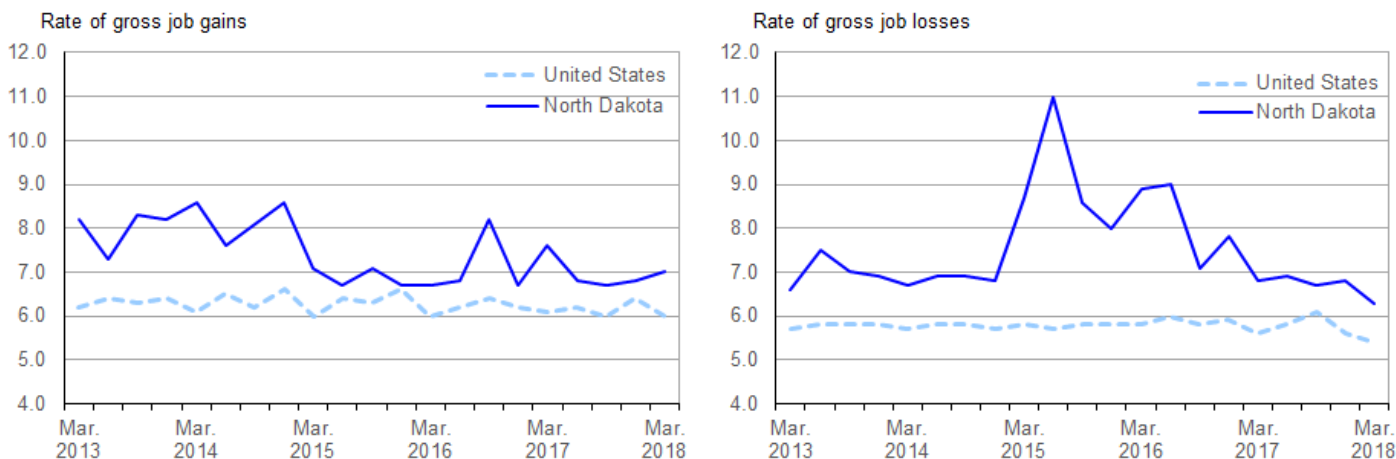 Rate of gross job gains
12.0
11.0
10.0
9.0
8.0
7.0
6.0
5.0
4.0
United States
North Dakota
Mar. Mar. Mar. Mar. Mar. Mar.
2013 2014 2015 2016 2017 2018
Rate of gross job losses
12.0
11.0
10.0
9.0
8.0
7.0
6.0
5.0
4.0
United States
North Dakota
Mar. Mar. Mar. Mar. Mar. Mar.
2013 2014 2015 2016 2017 2018